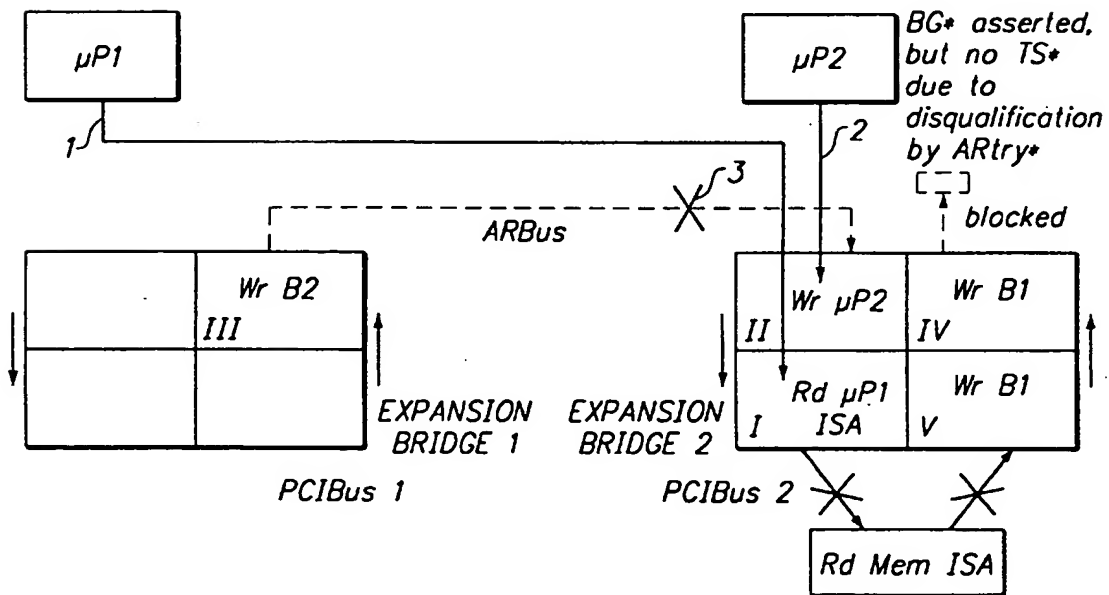 µP1
µP2
BG* asserted,
but no TS*
due to
disqualification
by ARtry*
1
2
3
ARBus
blocked
Wr B2
III
Wr µP2
II
Wr B1
IV
Rd µP1
ISA
I
Wr B1
V
EXPANSION
BRIDGE 1
EXPANSION
BRIDGE 2
PCIBus 1
PCIBus 2
Rd Mem ISA